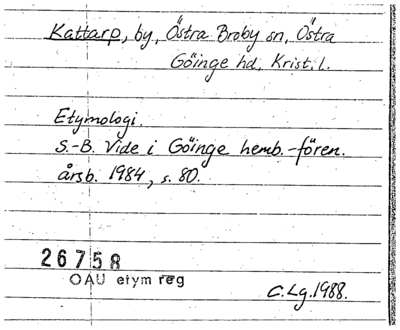 Kattarp, by, Östra Broby sn, Östra
Göinge hd, Krist. l.
Etymologi.
S.-B. Vide i Göinge hemb.-fören.
årsb. 1984, s. 80.
26758
OAU etym reg
C.Lg. 1988.